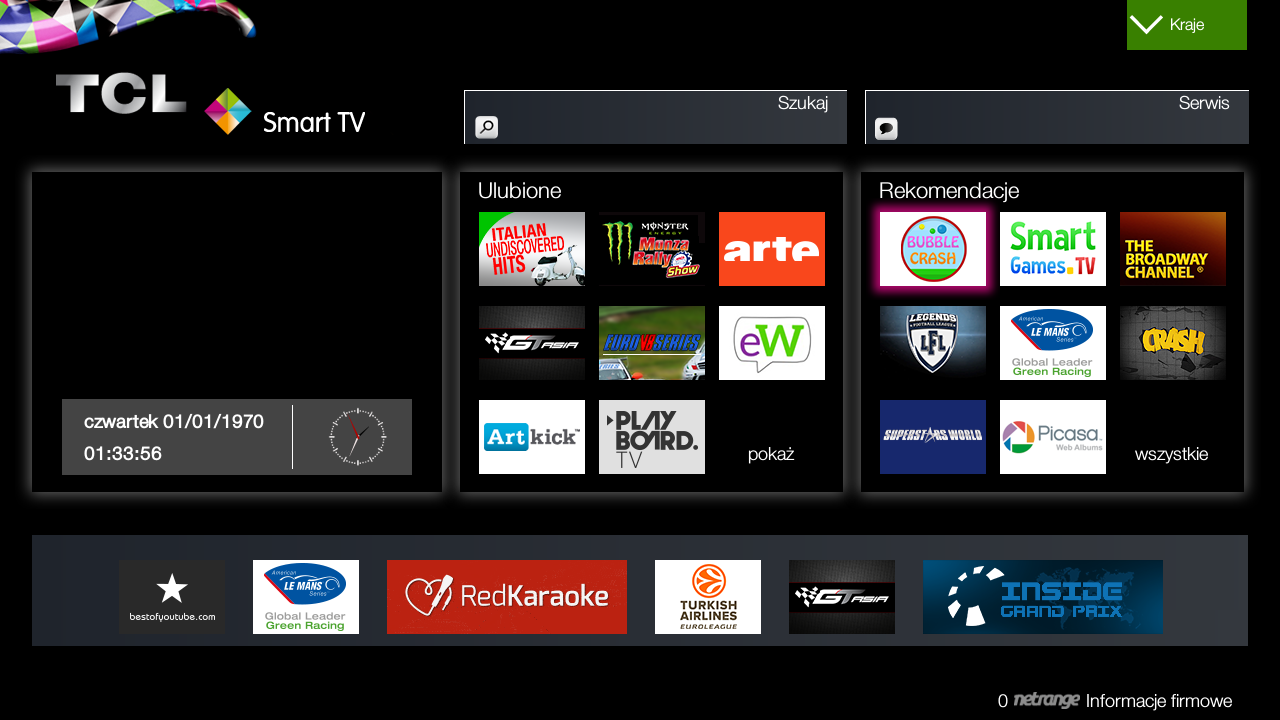 Kraje
TCL
Smart TV
Szukaj
Serwis
Ulubione
ITALIAN
UNDISCOVERED
HITS
MONSTER
ENERGY
Monza
Rally
Show
arte
GT ASIA
EURO V8 SERIES
eW
Artkick™
PLAY
BOARD.
TV
pokaż
Rekomendacje
BUBBLE
CRASH
Smart
Games.TV
THE
BROADWAY
CHANNEL®
LEGENDS
FOOTBALL LEAGUE
LFL
American
LE MANS
Series
Global Leader
Green Racing
CRASH
SUPERSTARS WORLD
Picasa™
Web Albums
wszystkie
czwartek 01/01/1970
01:33:56
bestofyoutube.com
American
LE MANS
Series
Global Leader
Green Racing
RedKaraoke
TURKISH
AIRLINES
EUROLEAGUE
GT ASIA
INSIDE
GRAND PRIX
0 netrange Informacje firmowe